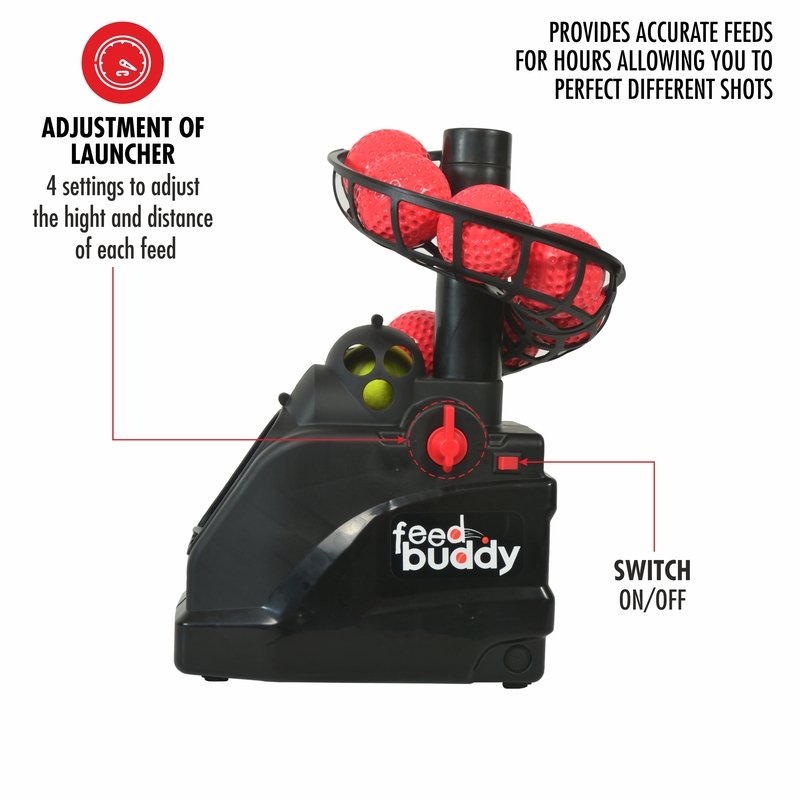 PROVIDES ACCURATE FEEDS
FOR HOURS ALLOWING YOU TO
PERFECT DIFFERENT SHOTS
ADJUSTMENT OF
LAUNCHER
4 settings to adjust
the hight and distance
of each feed
feed
buddy
SWITCH
ON/OFF